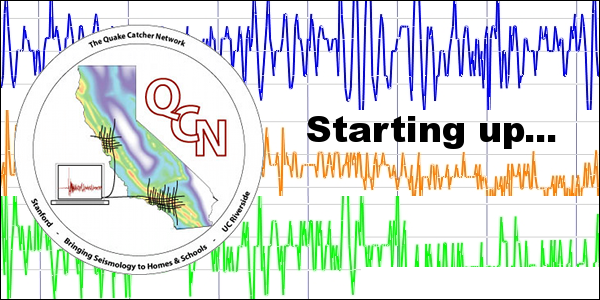 The Quake Catcher Network
QCN
Starting up...
Stanford - Bringing Seismology to Homes & Schools - UC Riverside